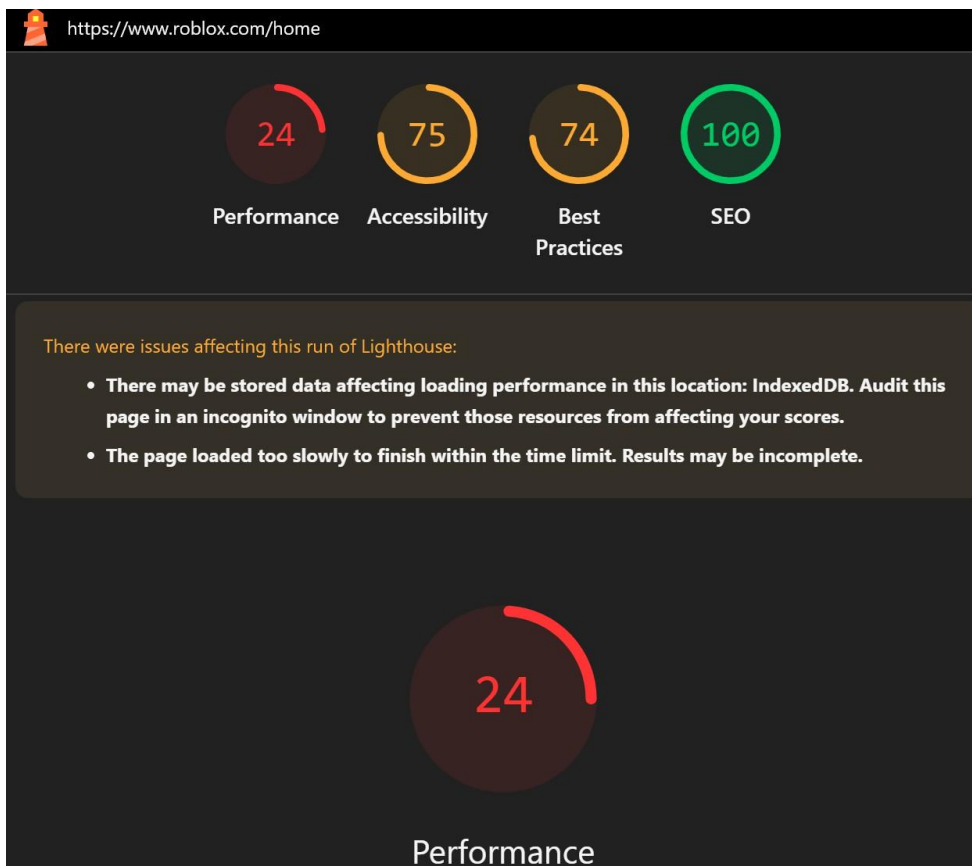 https://www.roblox.com/home
24
75
74
100
Performance
Accessibility
Best
Practices
SEO
There were issues affecting this run of Lighthouse:
• There may be stored data affecting loading performance in this location: IndexedDB. Audit this
page in an incognito window to prevent those resources from affecting your scores.
• The page loaded too slowly to finish within the time limit. Results may be incomplete.
24
Performance